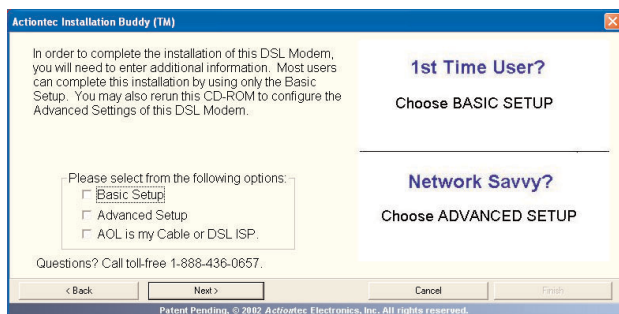 Actiontec Installation Buddy (TM)
In order to complete the installation of this DSL Modem,
you will need to enter additional information. Most users
can complete this installation by using only the Basic
Setup. You may also rerun this CD-ROM to configure the
Advanced Settings of this DSL Modem.
Please select from the following options:
Basic Setup
Advanced Setup
AOL is my Cable or DSL ISP.
Questions? Call toll-free 1-888-436-0657.
1st Time User?
Choose BASIC SETUP
Network Savvy?
Choose ADVANCED SETUP
< Back
Next >
Cancel
Finish
Patent Pending. © 2002 Actiontec Electronics, Inc. All rights reserved.